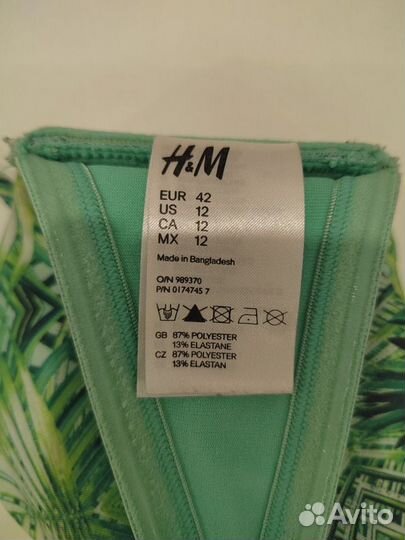 H&M
EUR 42
US 12
CA 12
MX 12
Made in Bangladesh
O/N 989370
P/N 0174745 7
GB 87% POLYESTER
13% ELASTANE
CZ 87% POLYESTER
13% ELASTAN
Avito